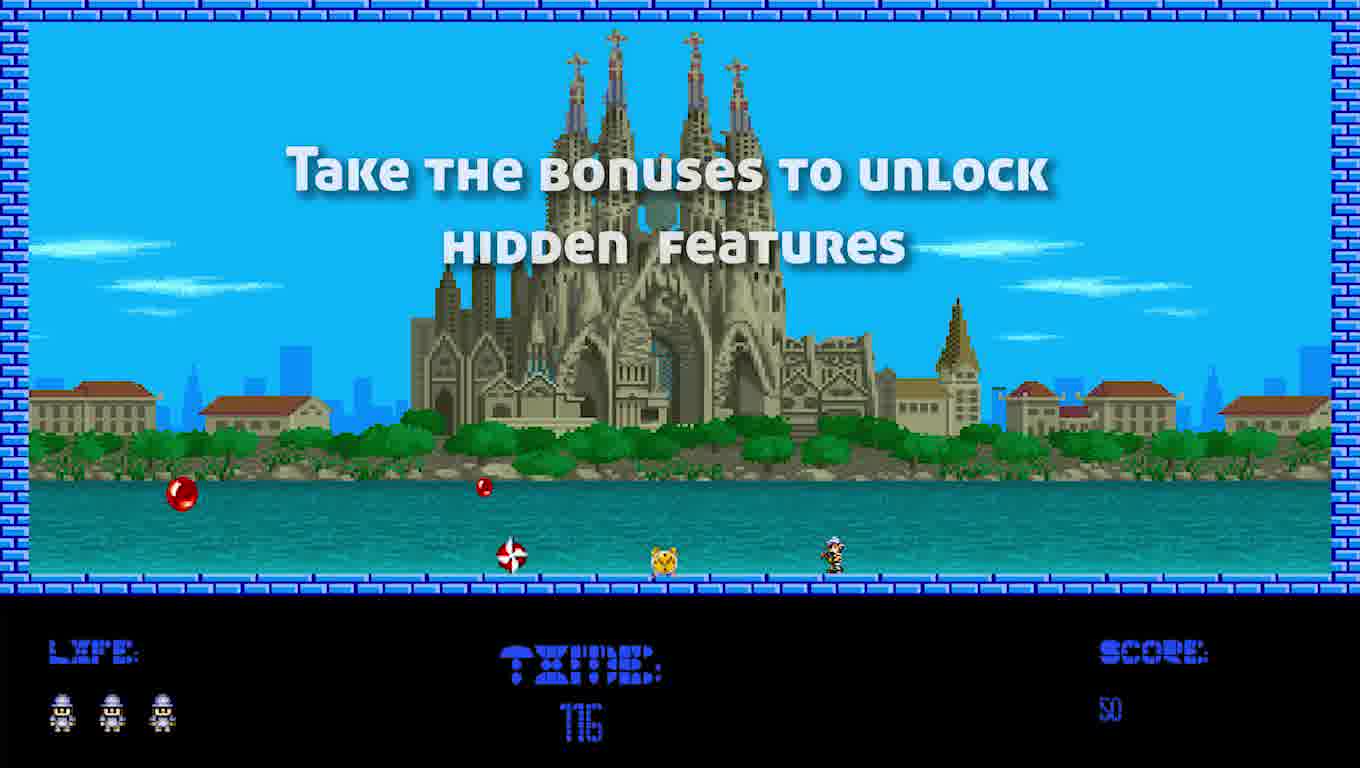 Take the bonuses to unlock
hidden features
LIFE:
TIME:
SCORE:
116
50